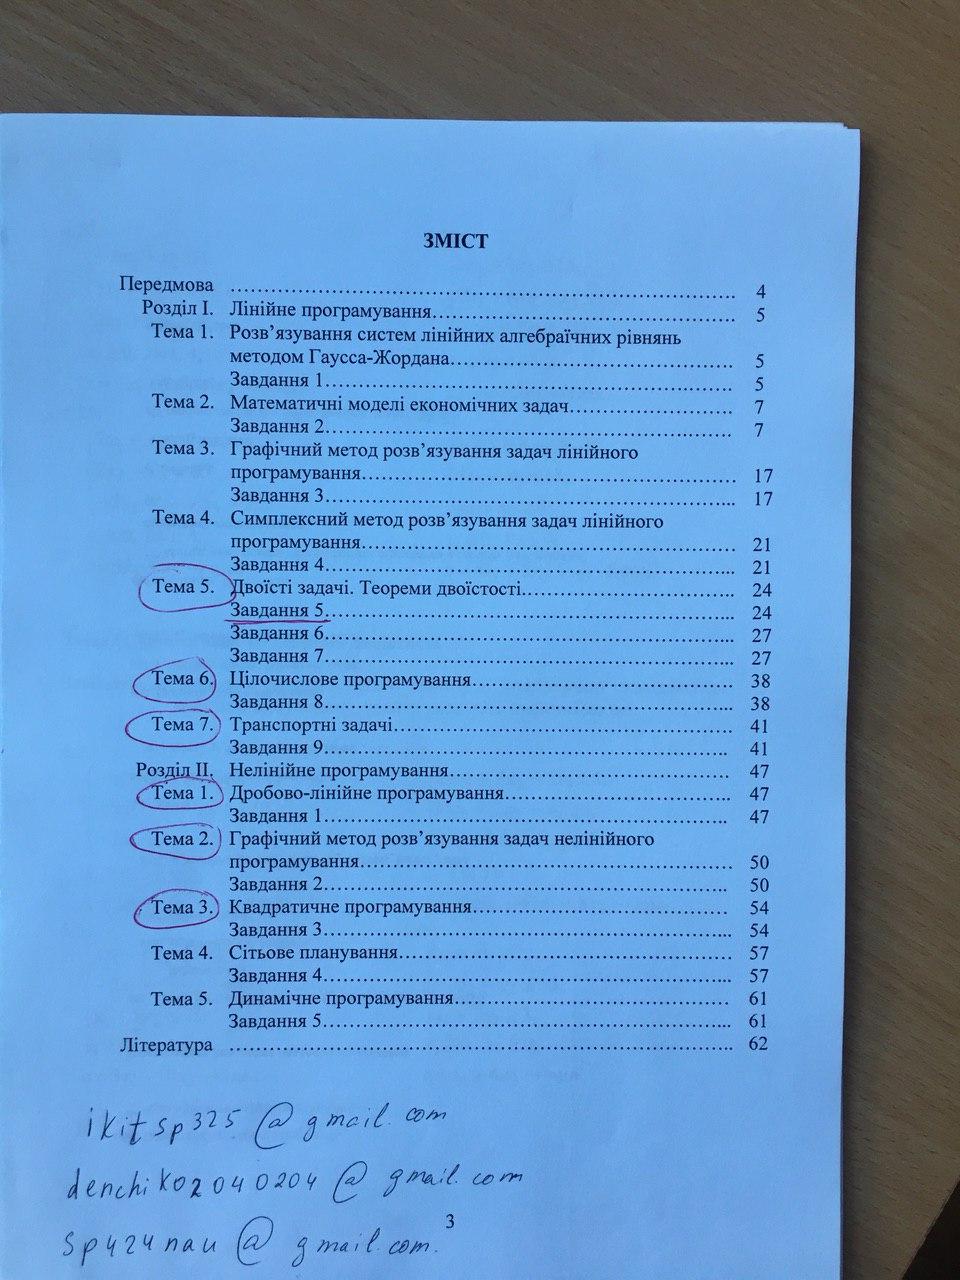 ЗМІСТ
Передмова ................................................................ 4
Розділ І. Лінійне програмування................................ 5
Тема 1. Розв’язування систем лінійних алгебраїчних рівнянь
методом Гаусса-Жордана................................ 5
Завдання 1................................ 5
Тема 2. Математичні моделі економічних задач................................ 7
Завдання 2................................ 7
Тема 3. Графічний метод розв’язування задач лінійного
програмування................................ 17
Завдання 3................................ 17
Тема 4. Симплексний метод розв’язування задач лінійного
програмування................................ 21
Завдання 4................................ 21
Тема 5. Двоїсті задачі. Теореми двоїстості................................ 24
Завдання 5................................ 24
Завдання 6................................ 27
Завдання 7................................ 27
Тема 6. Цілочислове програмування................................ 38
Завдання 8................................ 38
Тема 7. Транспортні задачі................................ 41
Завдання 9................................ 41
Розділ ІІ. Нелінійне програмування................................ 47
Тема 1. Дробово-лінійне програмування................................ 47
Завдання 1................................ 47
Тема 2. Графічний метод розв’язування задач нелінійного
програмування................................ 50
Завдання 2................................ 50
Тема 3. Квадратичне програмування................................ 54
Завдання 3................................ 54
Тема 4. Сітьове планування................................ 57
Завдання 4................................ 57
Тема 5. Динамічне програмування................................ 61
Завдання 5................................ 61
Література ................................ 62
ikitsp325@gmail.com
denchik02040204@gmail.com
3
sp424nau@gmail.com.